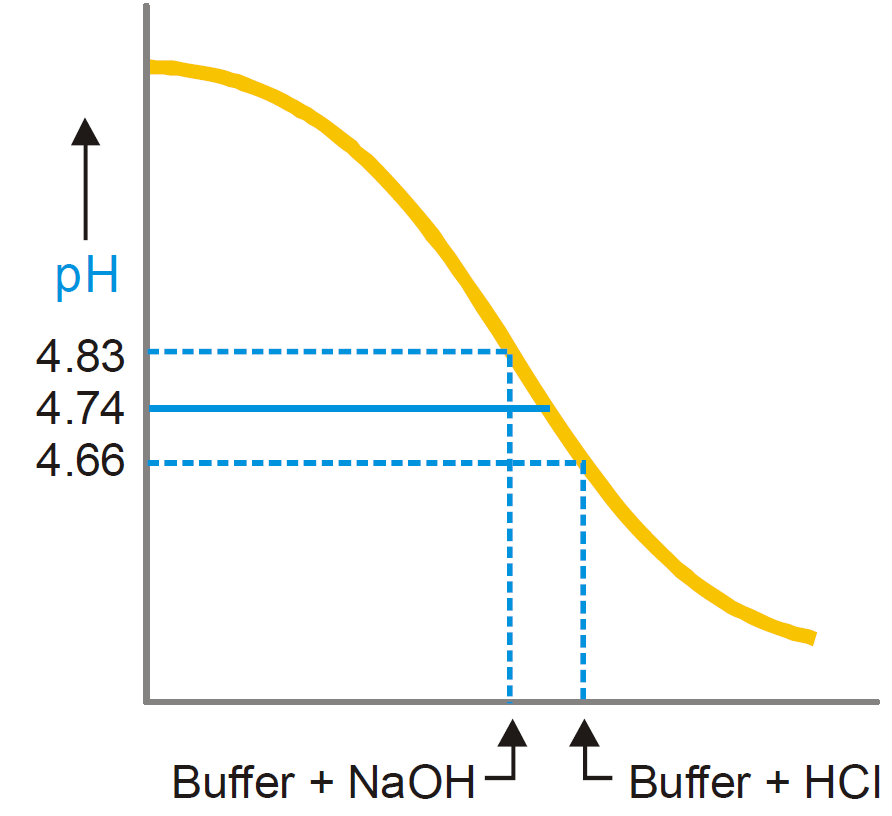 pH
4.83
4.74
4.66
Buffer + NaOH
Buffer + HCl